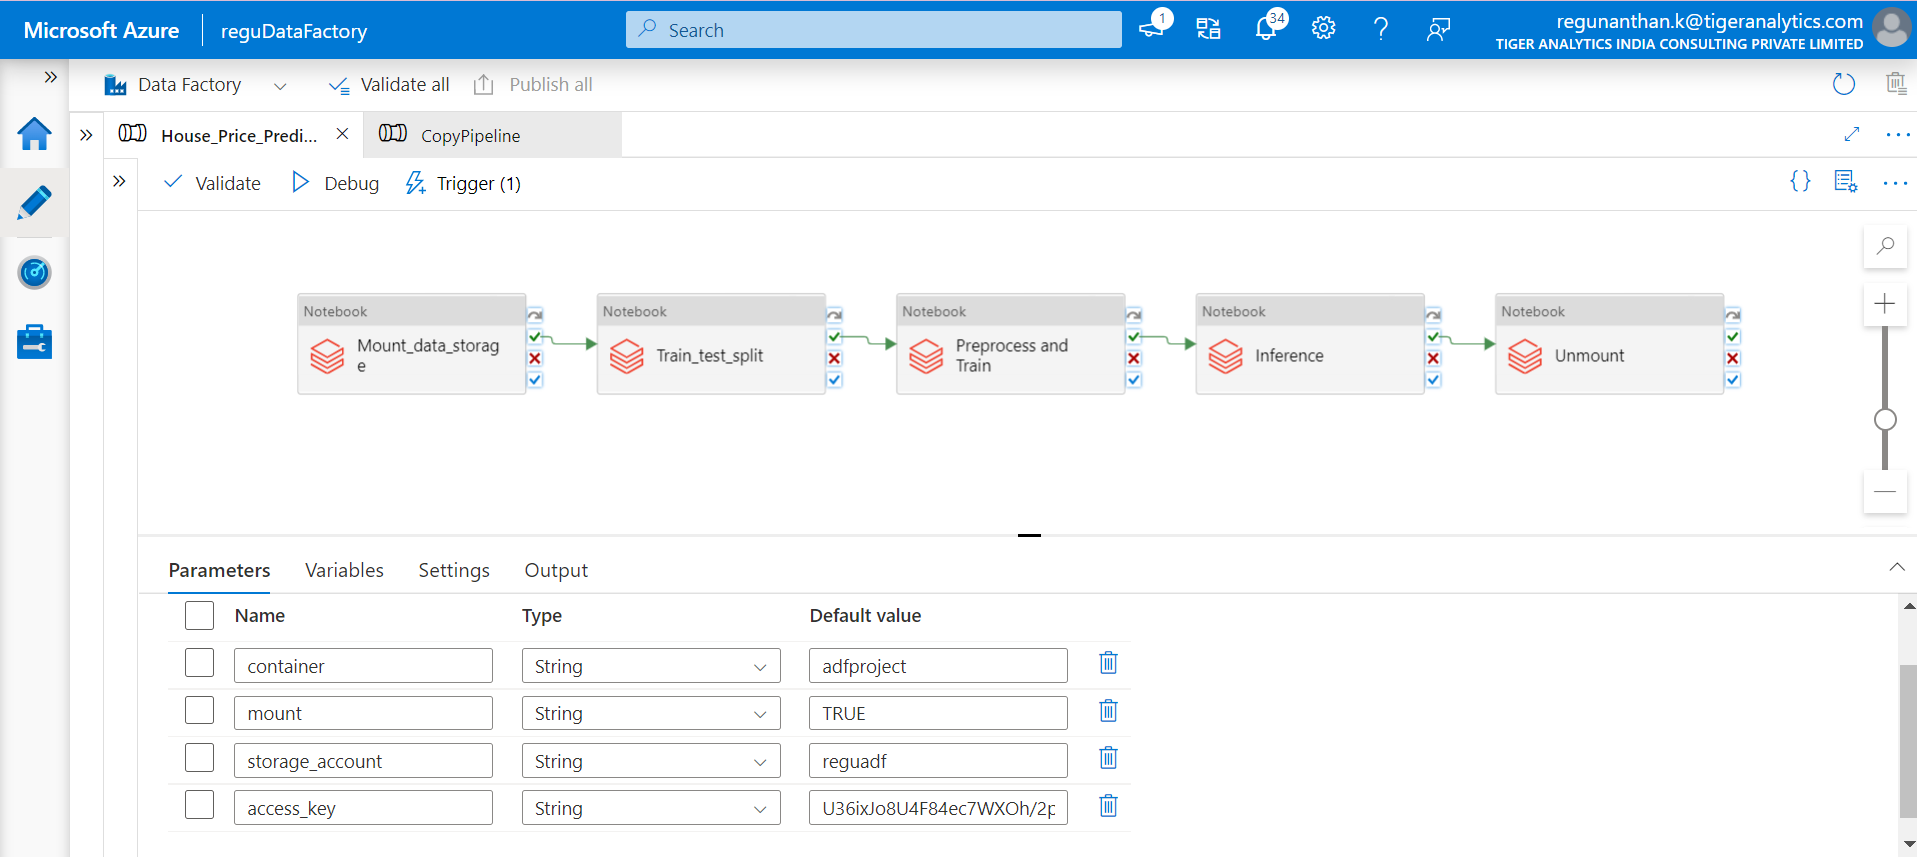 Microsoft Azure
reguDataFactory
Search
1
34
?
regunanthan.k@tigeranalytics.com
TIGER ANALYTICS INDIA CONSULTING PRIVATE LIMITED
Data Factory
Validate all
Publish all
House_Price_Predi...
CopyPipeline
Validate
Debug
Trigger (1)
{}
Notebook
Mount_data_storag
e
Notebook
Train_test_split
Notebook
Preprocess and
Train
Notebook
Inference
Notebook
Unmount
Parameters
Variables
Settings
Output
Name
Type
Default value
container
String
adfproject
mount
String
TRUE
storage_account
String
reguadf
access_key
String
U36ixJo8U4F84ec7WXOh/2p